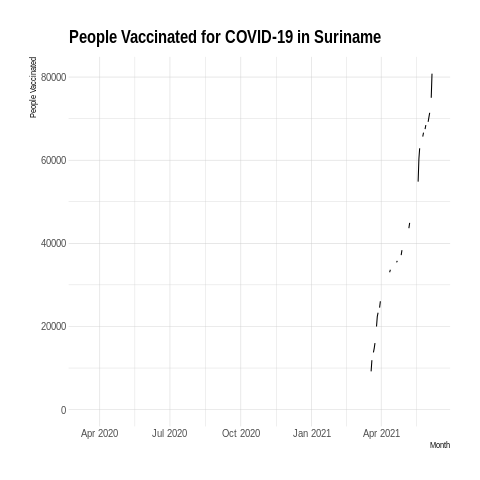 People Vaccinated for COVID-19 in Suriname
People Vaccinated
80000
60000
40000
20000
0
Apr 2020 Jul 2020 Oct 2020 Jan 2021 Apr 2021
Month